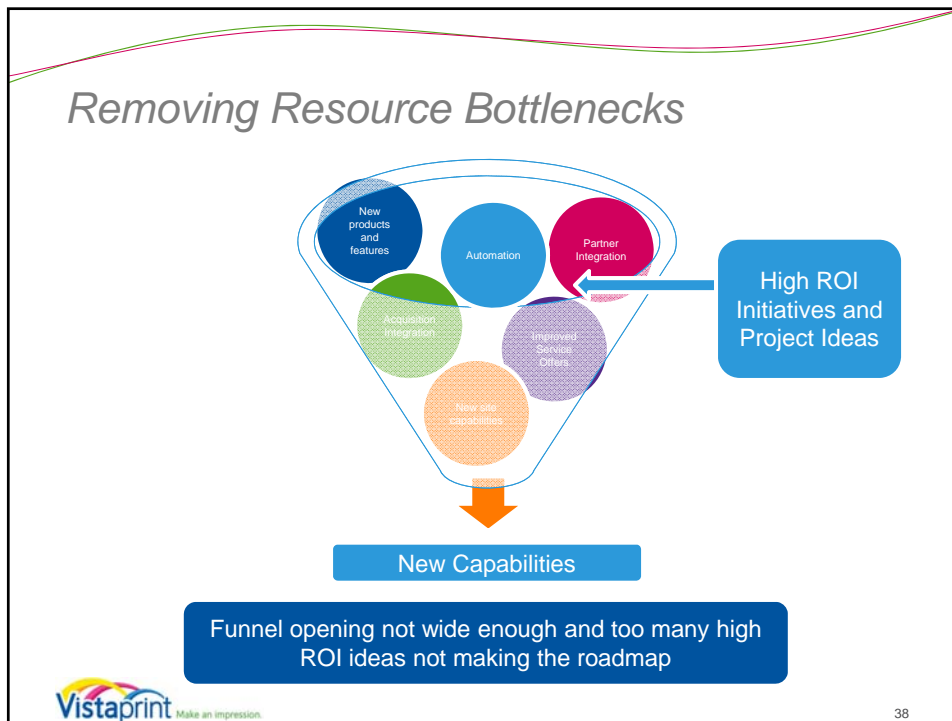 Removing Resource Bottlenecks
New
products
and
features
Automation
Partner
Integration
High ROI
Initiatives and
Project Ideas
Acquisition
Integration
Improved
Service
Offers
New site
capabilities
New Capabilities
Funnel opening not wide enough and too many high
ROI ideas not making the roadmap
Vistaprint Make an impression.
38